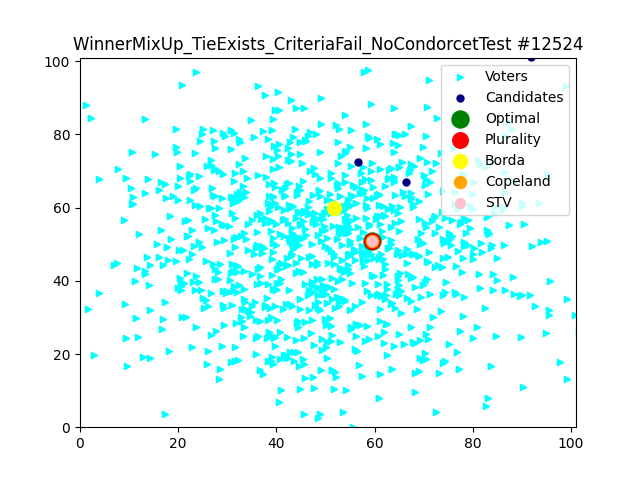 WinnerMixUp_TieExists_CriteriaFail_NoCondorcetTest #12524
100
80
60
40
20
0
0 20 40 60 80 100
Voters
Candidates
Optimal
Plurality
Borda
Copeland
STV